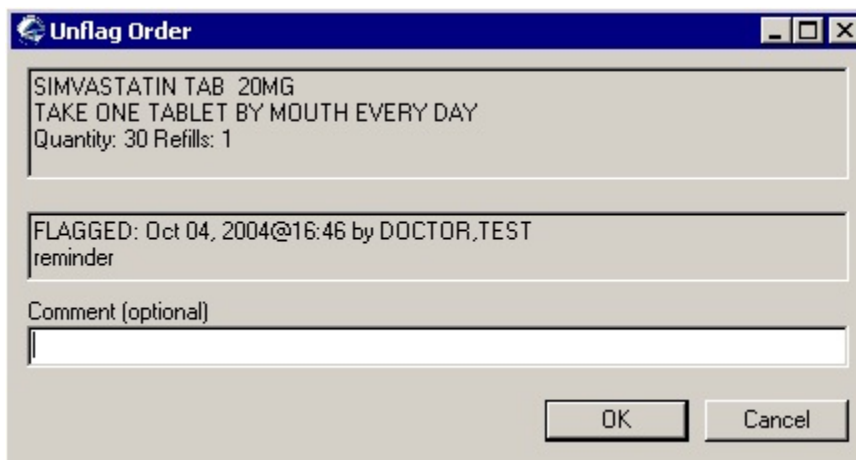 Unflag Order
SIMVASTATIN TAB  20MG
TAKE ONE TABLET BY MOUTH EVERY DAY
Quantity: 30 Refills: 1
FLAGGED: Oct 04, 2004@16:46 by DOCTOR,TEST
reminder
Comment (optional)
OK
Cancel